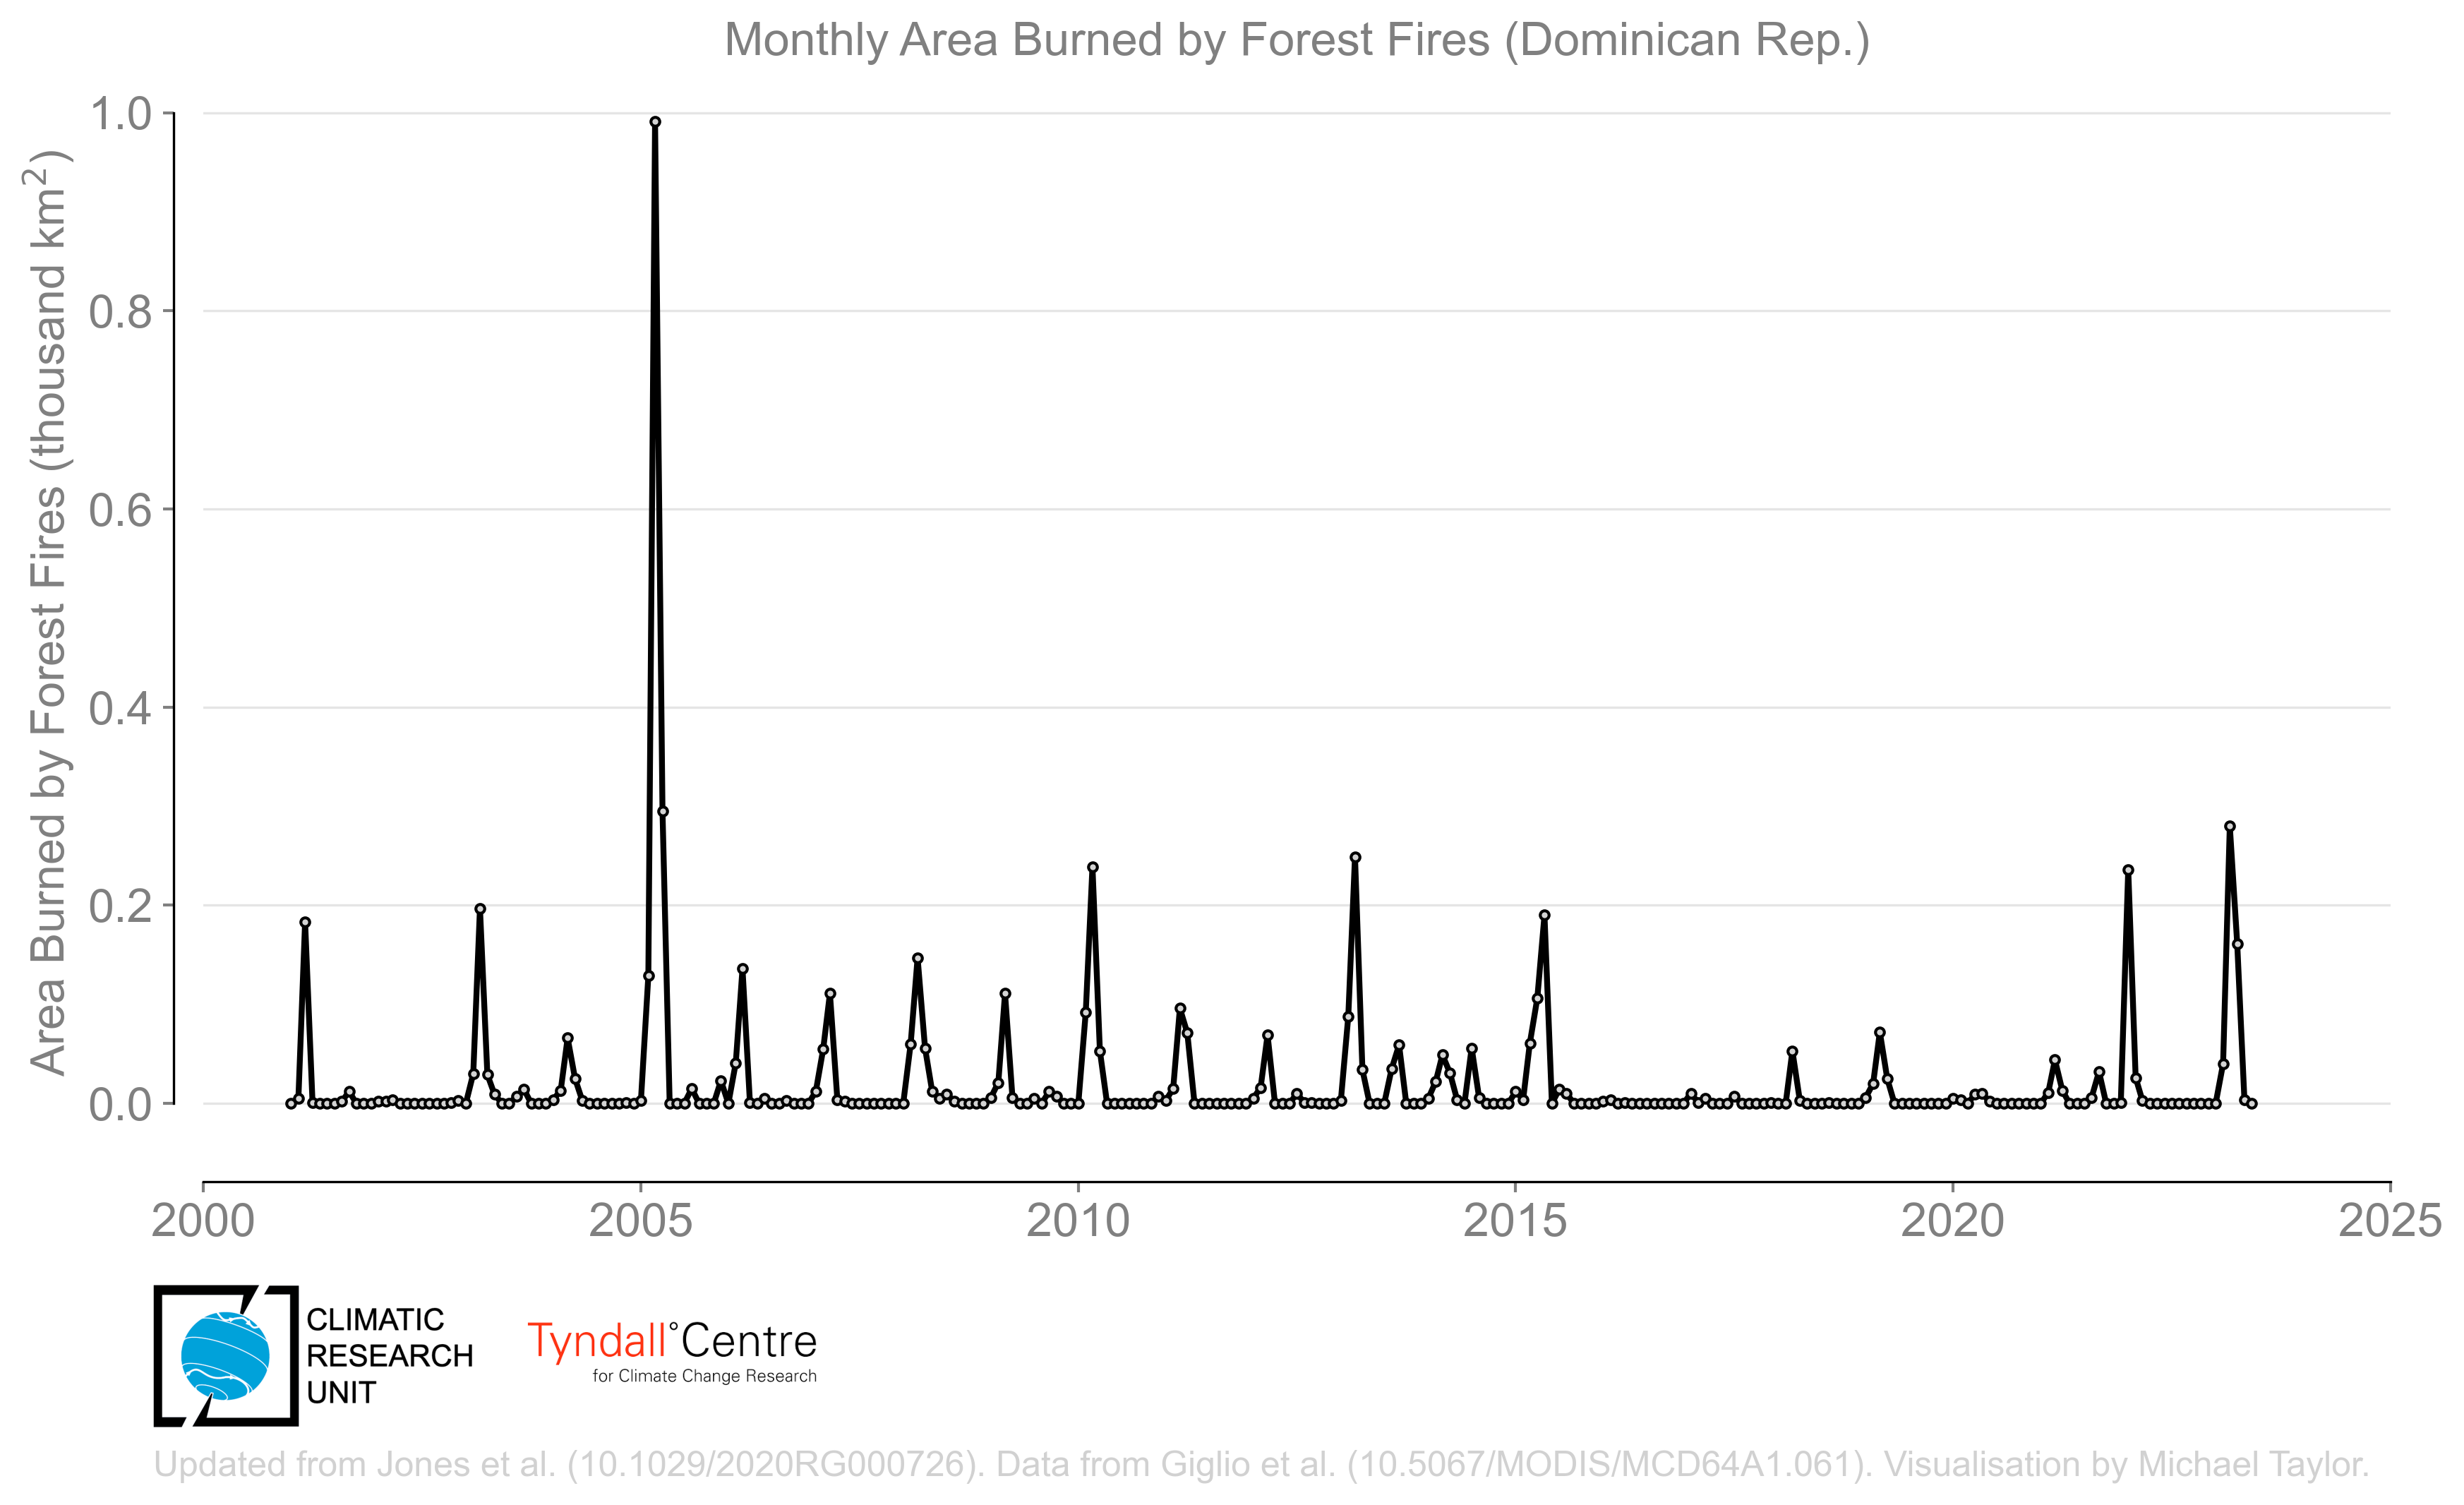 Monthly Area Burned by Forest Fires (Dominican Rep.)
Area Burned by Forest Fires (thousand km²)
1.0
0.8
0.6
0.4
0.2
0.0
2000 2005 2010 2015 2020 2025
CLIMATIC
RESEARCH
UNIT
Tyndall°Centre
for Climate Change Research
Updated from Jones et al. (10.1029/2020RG000726). Data from Giglio et al. (10.5067/MODIS/MCD64A1.061). Visualisation by Michael Taylor.